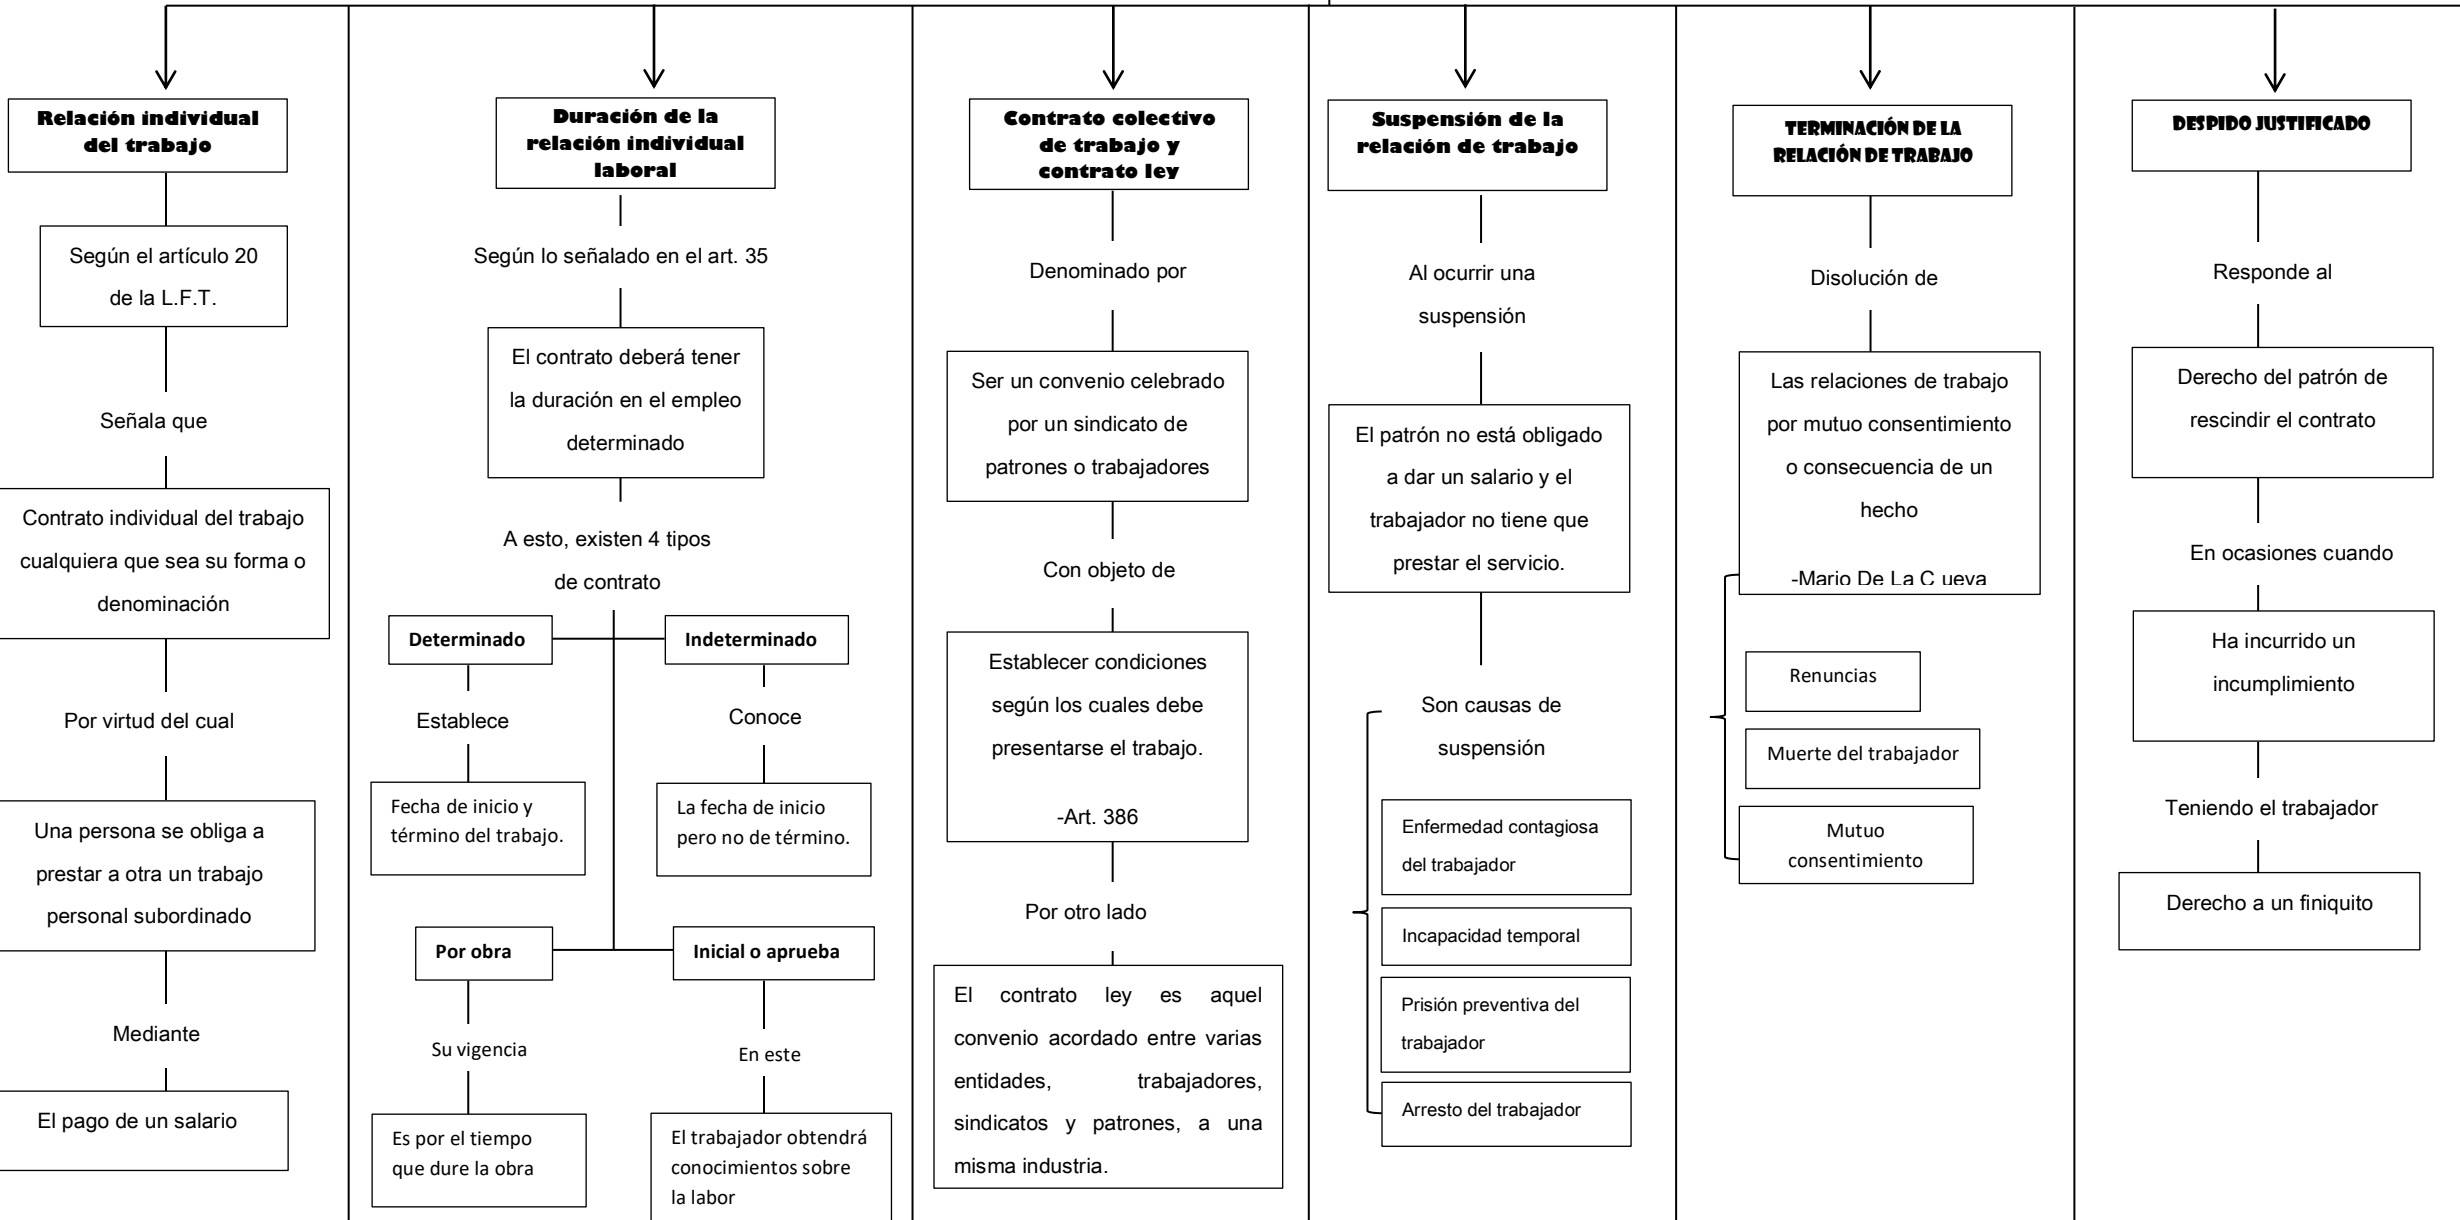 Relación individual
del trabajo
Según el artículo 20
de la L.F.T.
Señala que
Contrato individual del trabajo
cualquiera que sea su forma o
denominación
Por virtud del cual
Una persona se obliga a
prestar a otra un trabajo
personal subordinado
Mediante
El pago de un salario
Duración de la
relación individual
laboral
Según lo señalado en el art. 35
El contrato deberá tener
la duración en el empleo
determinado
A esto, existen 4 tipos
de contrato
Determinado
Establece
Fecha de inicio y
término del trabajo.
Indeterminado
Conoce
La fecha de inicio
pero no de término.
Por obra
Su vigencia
Es por el tiempo
que dure la obra
Inicial o aprueba
En este
El trabajador obtendrá
conocimientos sobre
la labor
Contrato colectivo
de trabajo y
contrato ley
Denominado por
Ser un convenio celebrado
por un sindicato de
patrones o trabajadores
Con objeto de
Establecer condiciones
según los cuales debe
presentarse el trabajo.
-Art. 386
Por otro lado
El contrato ley es aquel
convenio acordado entre varias
entidades, trabajadores,
sindicatos y patrones, a una
misma industria.
Suspensión de la
relación de trabajo
Al ocurrir una
suspensión
El patrón no está obligado
a dar un salario y el
trabajador no tiene que
prestar el servicio.
Son causas de
suspensión
Enfermedad contagiosa
del trabajador
Incapacidad temporal
Prisión preventiva del
trabajador
Arresto del trabajador
TERMINACIÓN DE LA
RELACIÓN DE TRABAJO
Disolución de
Las relaciones de trabajo
por mutuo consentimiento
o consecuencia de un
hecho
-Mario De La C ueva
Renuncias
Muerte del trabajador
Mutuo
consentimiento
DESPIDO JUSTIFICADO
Responde al
Derecho del patrón de
rescindir el contrato
En ocasiones cuando
Ha incurrido un
incumplimiento
Teniendo el trabajador
Derecho a un finiquito